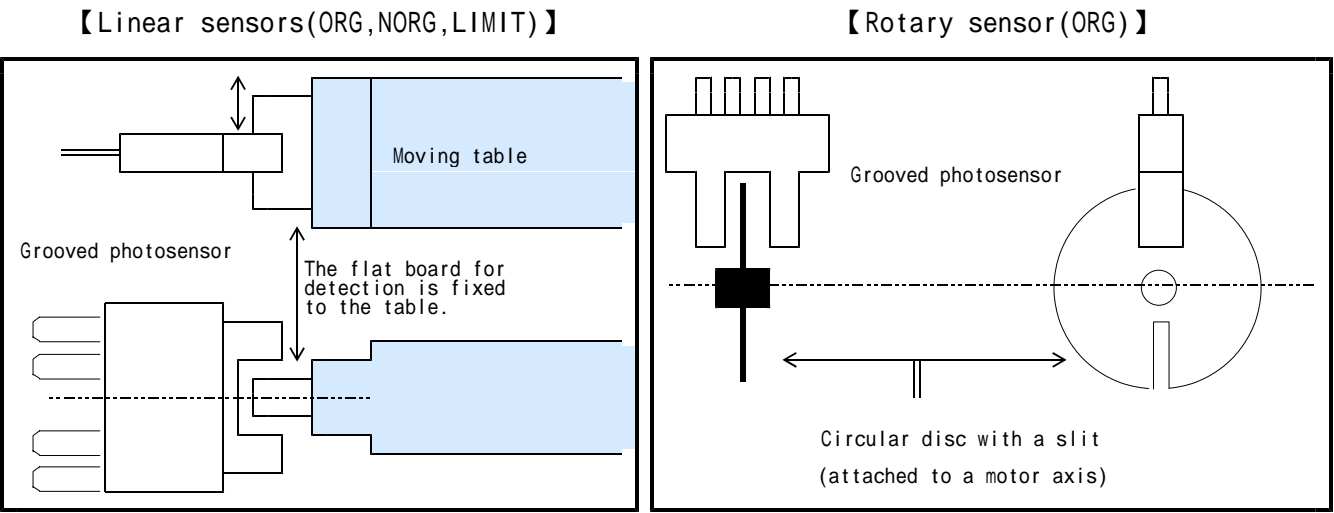 【Linear sensors(ORG,NORG,LIMIT)】
【Rotary sensor(ORG)】
Moving table
Grooved photosensor
The flat board for
detection is fixed
to the table.
Grooved photosensor
Circular disc with a slit
(attached to a motor axis)